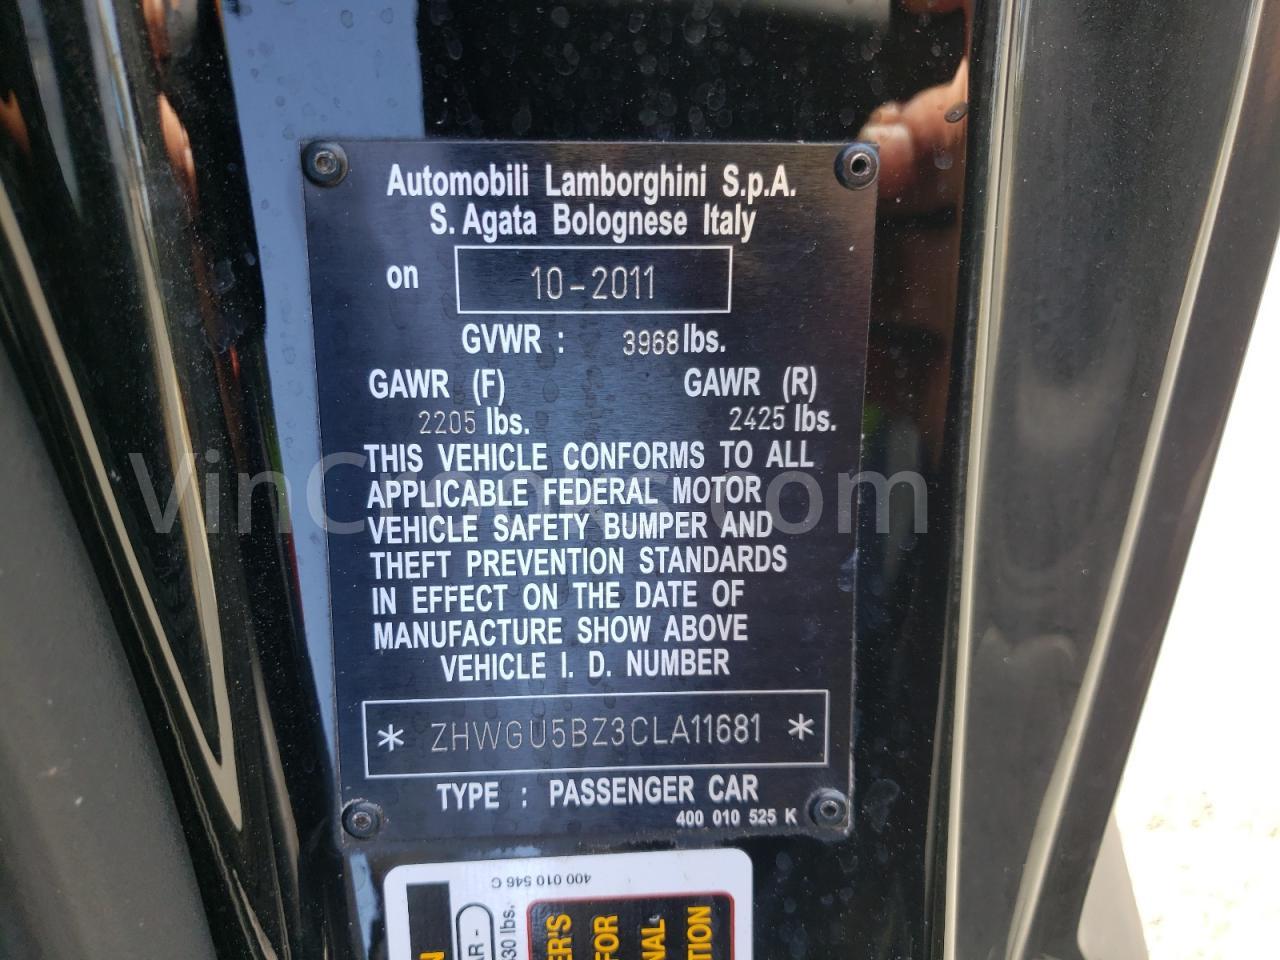 Automobili Lamborghini S.p.A.
S. Agata Bolognese Italy
on 10-2011
GVWR : 3968 lbs.
GAWR (F) GAWR (R)
2205 lbs. 2425 lbs.
THIS VEHICLE CONFORMS TO ALL
APPLICABLE FEDERAL MOTOR
VEHICLE SAFETY BUMPER AND
THEFT PREVENTION STANDARDS
IN EFFECT ON THE DATE OF
MANUFACTURE SHOW ABOVE
VEHICLE I. D. NUMBER
* ZHWGU5BZ3CLA11681 *
TYPE : PASSENGER CAR
400 010 525 K
400 010 546 C
lbs.
FOR